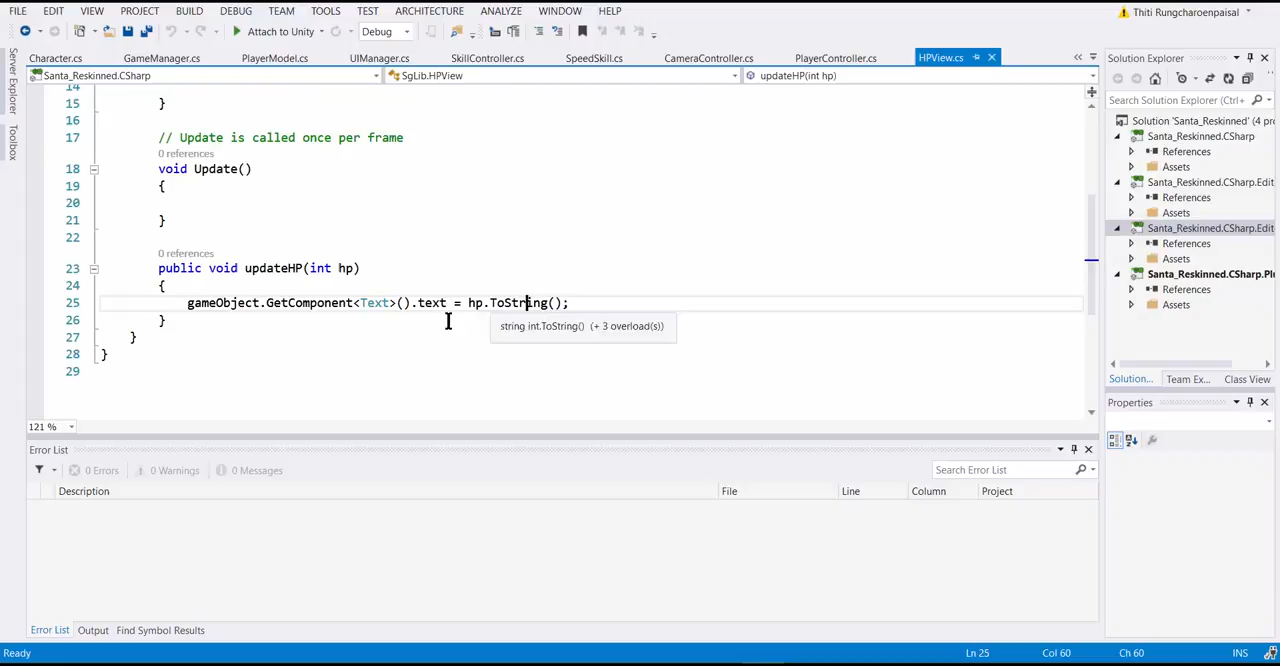 FILE EDIT VIEW PROJECT BUILD DEBUG TEAM TOOLS TEST ARCHITECTURE ANALYZE WINDOW HELP
Thiti Rungcharoenpaisal
Attach to Unity
Debug
Server Explorer
Toolbox
Character.cs GameManager.cs PlayerModel.cs UIManager.cs SkillController.cs SpeedSkill.cs CameraController.cs PlayerController.cs HPView.cs
Santa_Reskinned.CSharp SgLib.HPView updateHP(int hp)
14
15 }
16
17 // Update is called once per frame
0 references
18 void Update()
19 {
20
21 }
22
0 references
23 public void updateHP(int hp)
24 {
25 gameObject.GetComponent<Text>().text = hp.ToString();
26 }
string int.ToString() (+ 3 overload(s))
27 }
28 }
29
121 %
Error List
0 Errors 0 Warnings 0 Messages
Search Error List
Description File Line Column Project
Error List Output Find Symbol Results
Solution Explorer
Search Solution Explorer (Ctrl+
Solution 'Santa_Reskinned' (4 pro
Santa_Reskinned.CSharp
References
Assets
Santa_Reskinned.CSharp.Edit
References
Assets
Santa_Reskinned.CSharp.Edit
References
Assets
Santa_Reskinned.CSharp.Plu
References
Assets
Solution... Team Ex... Class View
Properties
Ready Ln 25 Col 60 Ch 60 INS